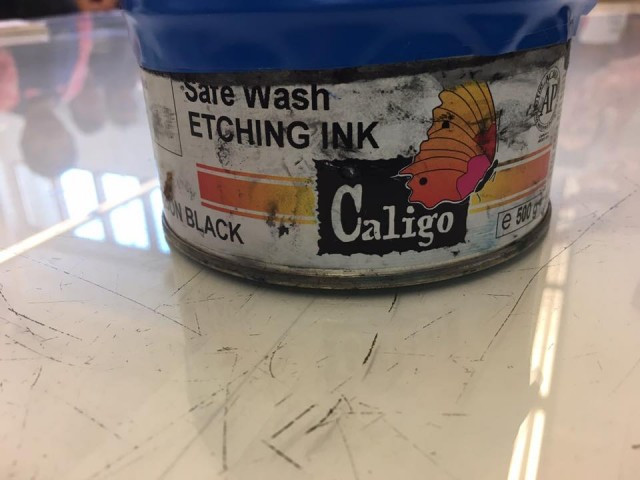 Safe Wash
ETCHING INK
Caligo
BLACK
e 500 g
AP